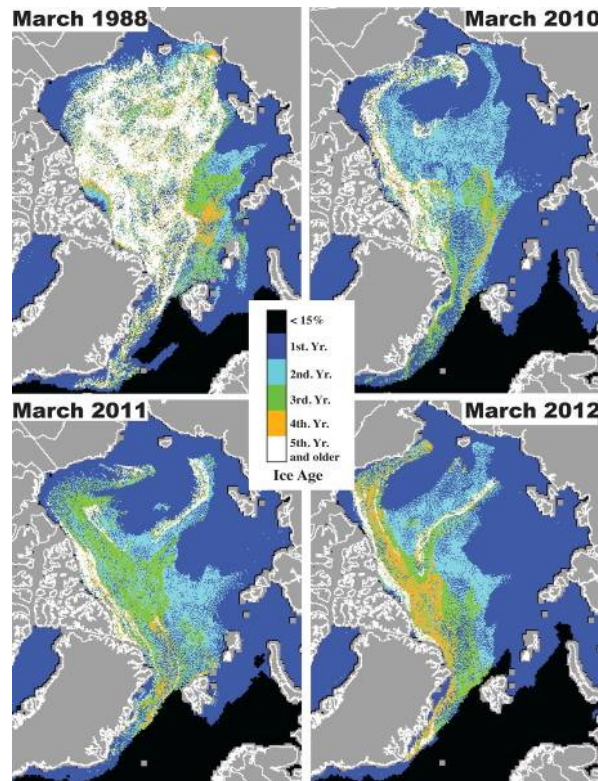 March 1988
March 2010
< 15%
1st. Yr.
2nd. Yr.
3rd. Yr.
4th. Yr.
5th. Yr.
and older
Ice Age
March 2011
March 2012